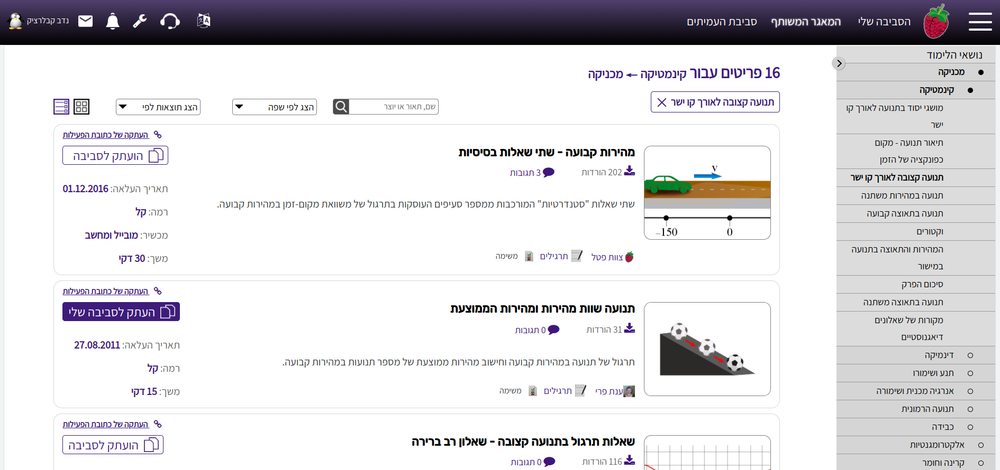 הסביבה שלי
המאגר המשותף
סביבת העמיתים
נדב קבלרציק
נושאי הלימוד
מכניקה
קינמטיקה
מושגי יסוד בתנועה לאורך קו
ישר
תיאור תנועה - מקום
כפונקציה של הזמן
תנועה קצובה לאורך קו ישר
תנועה במהירות משתנה
תנועה בתאוצה קבועה
וקטורים
המהירות והתאוצה בתנועה
במישור
סיכום הפרק
תנועה בתאוצה משתנה
מקורות של שאלונים
דיאגנוסטיים
דינמיקה
תנע ושימורו
אנרגיה מכנית ושימורה
תנועה הרמונית
כבידה
אלקטרומגנטיות
קרינה וחומר
16 פריטים עבור קינמטיקה ← מכניקה
תנועה קצובה לאורך קו ישר
שם, תאור או יוצר
הצג לפי שפה
הצג תוצאות לפי
מהירות קבועה - שתי שאלות בסיסיות
202 הורדות
3 תגובות
שתי שאלות "סטנדרטיות" המורכבות ממספר סעיפים העוסקות בתרגול של משוואת מקום-זמן במהירות קבועה.
צוות פטל
תרגילים
משימה
v
-150
0
העתקה של כתובת הפעילות
הועתק לסביבה
תאריך העלאה: 01.12.2016
רמה: קל
מכשיר: מובייל ומחשב
משך: 30 דקי
תנועה שוות מהירות ומהירות הממוצעת
31 הורדות
0 תגובות
תרגול של תנועה במהירות קבועה וחישוב מהירות ממוצעת של מספר תנועות במהירות קבועה.
ענת פרי
תרגילים
משימה
העתקה של כתובת הפעילות
העתק לסביבה שלי
תאריך העלאה: 27.08.2011
רמה: קל
משך: 15 דקי
שאלות תרגול בתנועה קצובה - שאלון רב ברירה
116 הורדות
0 תגובות
העתקה של כתובת הפעילות
הועתק לסביבה